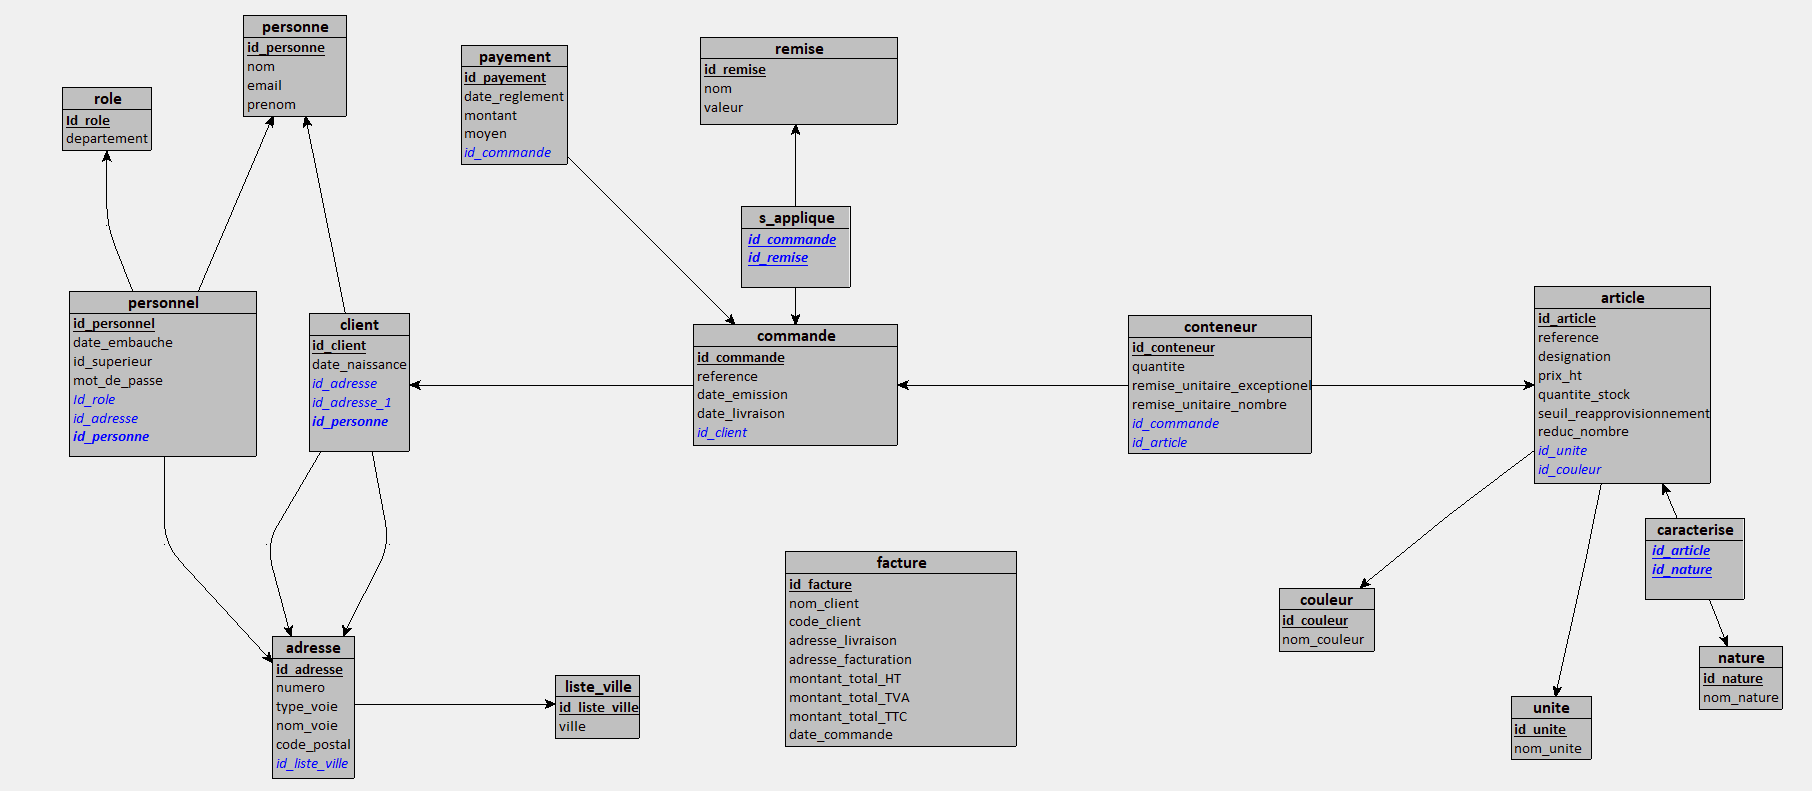 personne
id_personne
nom
email
prenom
role
Id_role
departement
payement
id_payement
date_reglement
montant
moyen
id_commande
remise
id_remise
nom
valeur
s_applique
id_commande
id_remise
personnel
id_personnel
date_embauche
id_superieur
mot_de_passe
Id_role
id_adresse
id_personne
client
id_client
date_naissance
id_adresse
id_adresse_1
id_personne
commande
id_commande
reference
date_emission
date_livraison
id_client
conteneur
id_conteneur
quantite
remise_unitaire_exceptionel
remise_unitaire_nombre
id_commande
id_article
article
id_article
reference
designation
prix_ht
quantite_stock
seuil_reapprovisionnement
reduc_nombre
id_unite
id_couleur
caracterise
id_article
id_nature
facture
id_facture
nom_client
code_client
adresse_livraison
adresse_facturation
montant_total_HT
montant_total_TVA
montant_total_TTC
date_commande
couleur
id_couleur
nom_couleur
adresse
id_adresse
numero
type_voie
nom_voie
code_postal
id_liste_ville
liste_ville
id_liste_ville
ville
nature
id_nature
nom_nature
unite
id_unite
nom_unite